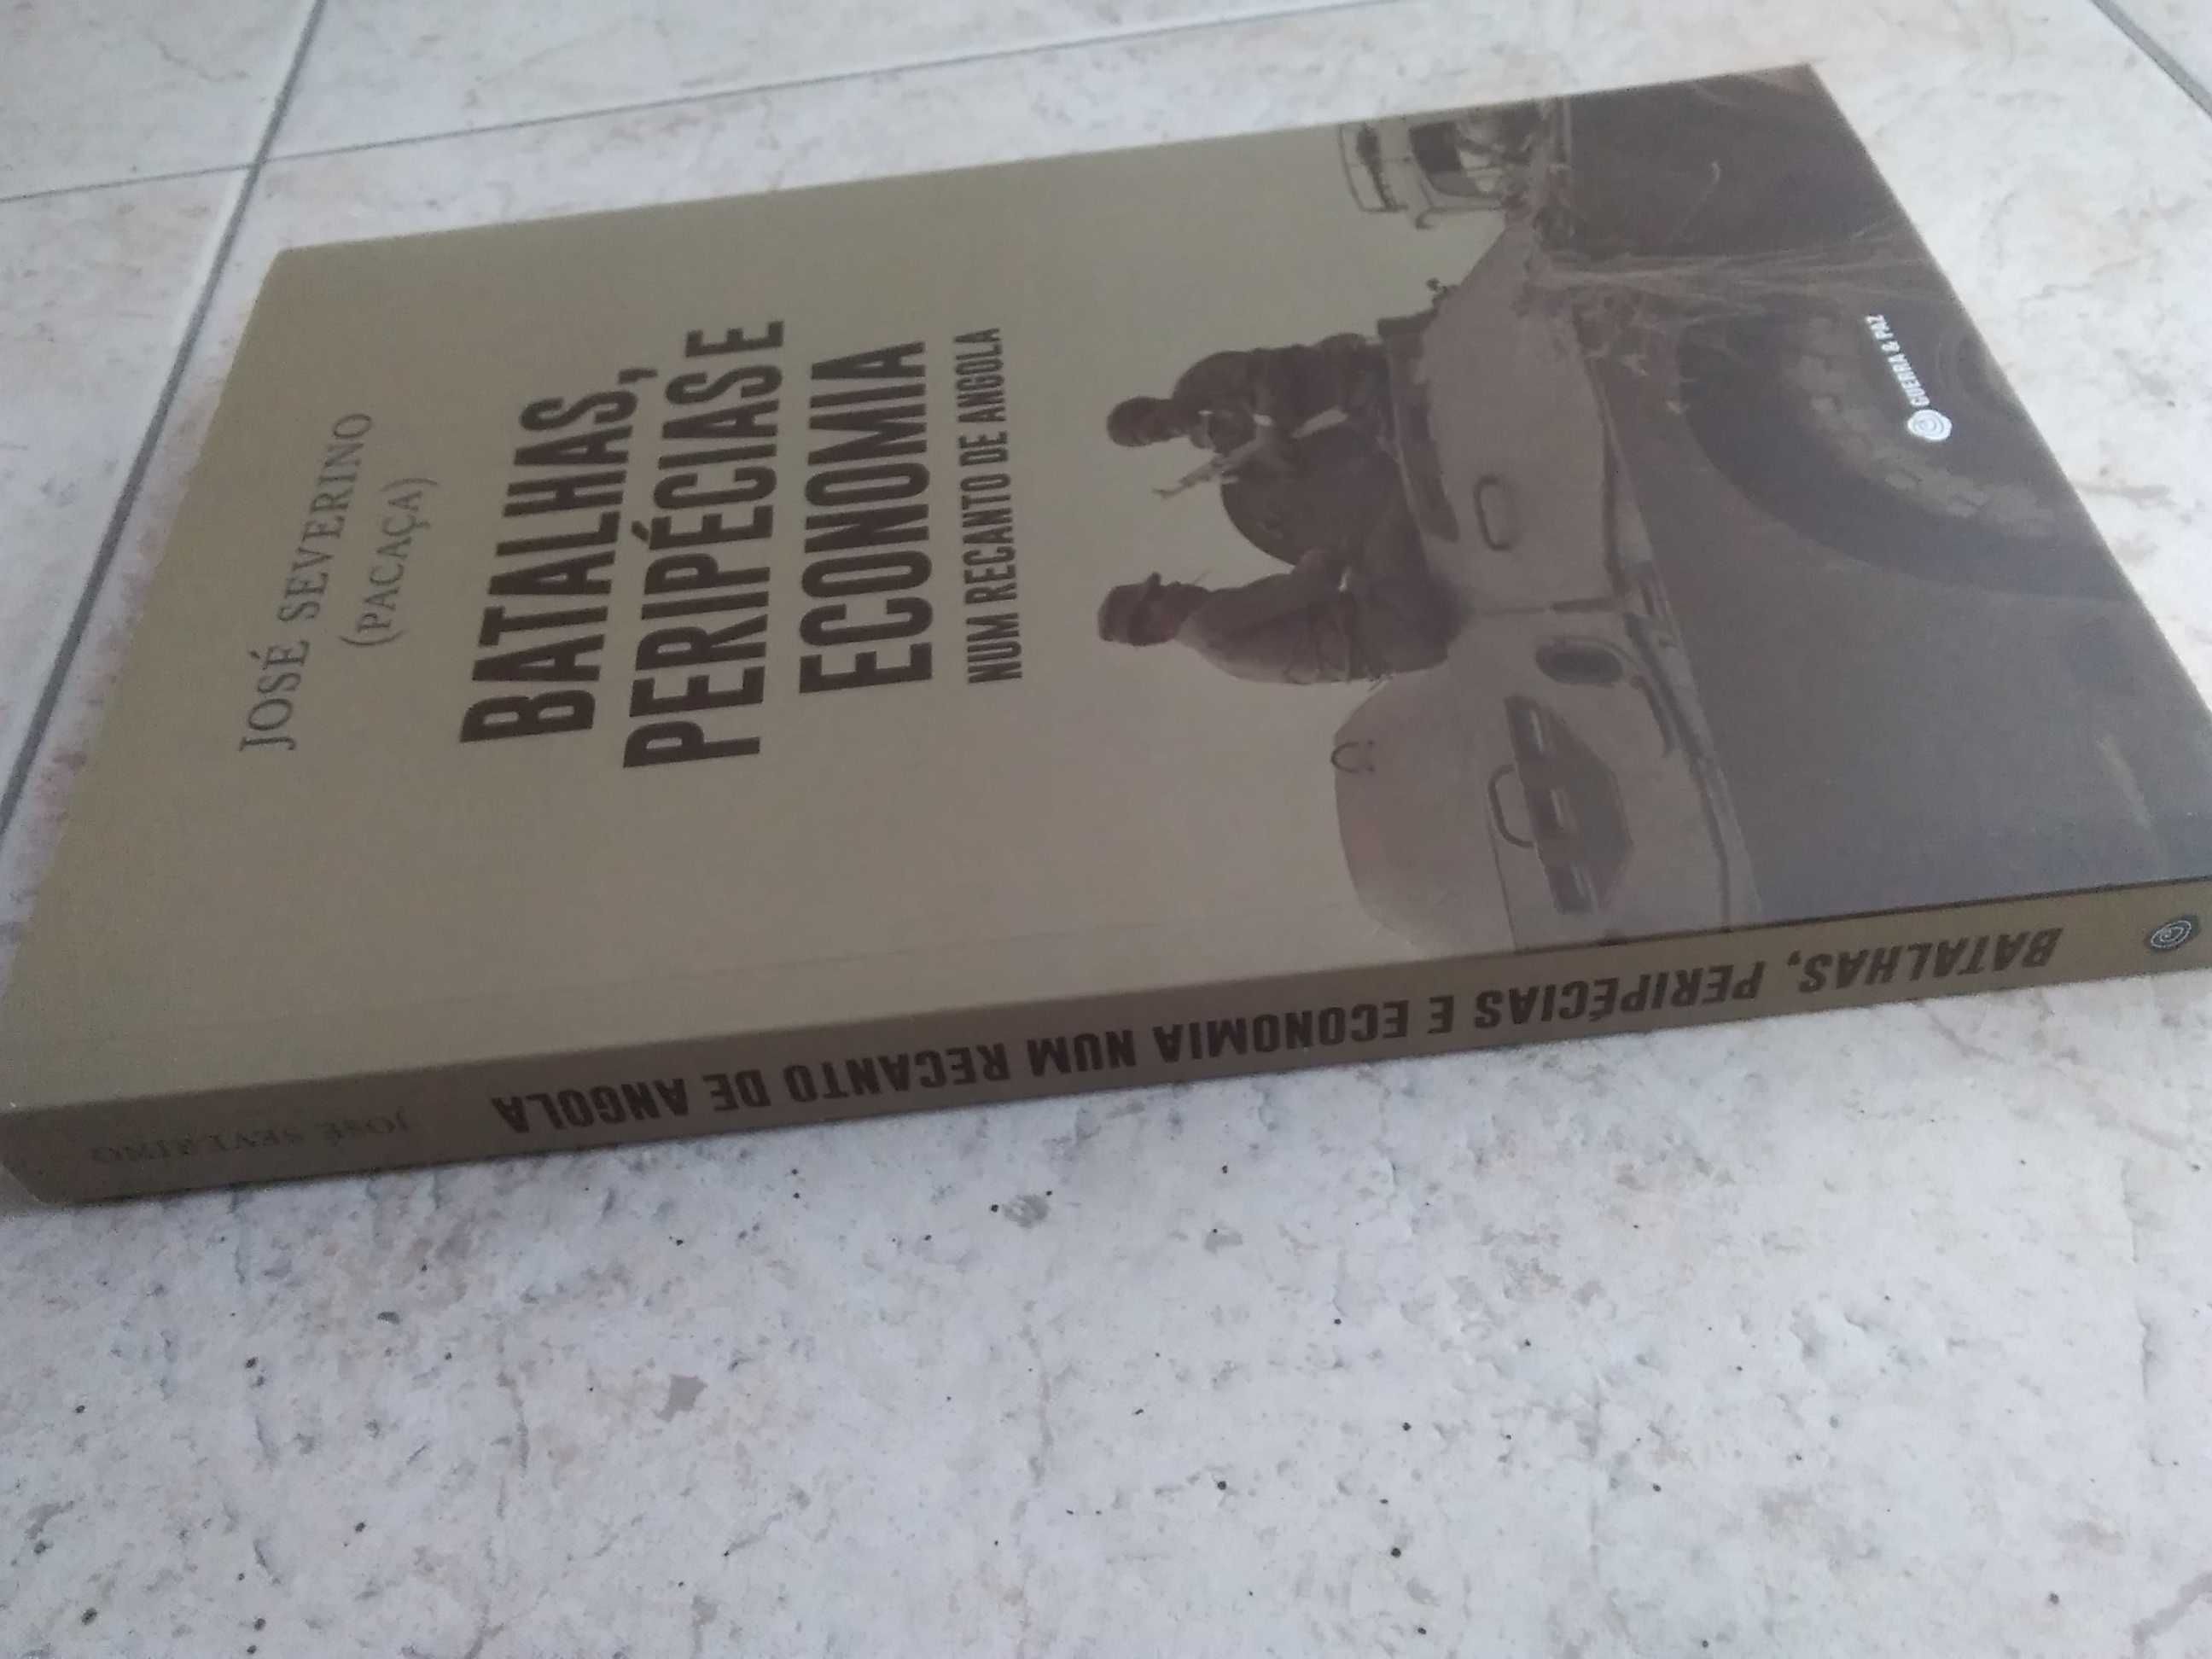 JOSÉ SEVERINO
(PACAÇA)
BATALHAS,
PERIPÉCIAS E
ECONOMIA
NUM RECANTO DE ANGOLA
GUERRA & PAZ
JOSÉ SEVERINO
BATALHAS, PERIPÉCIAS E ECONOMIA NUM RECANTO DE ANGOLA